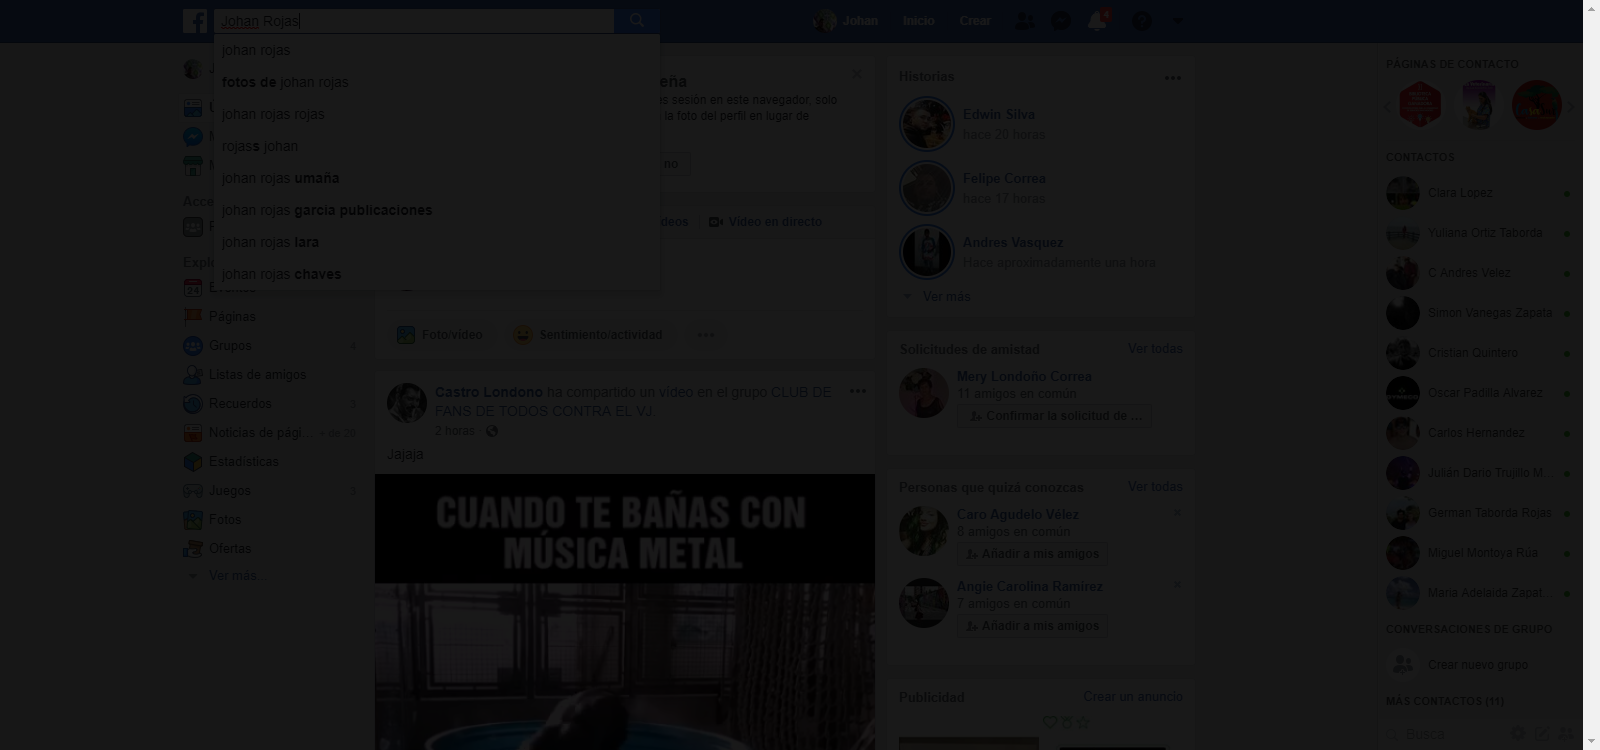 Johan Rojas
Johan
Inicio
Crear
4
johan rojas
fotos de johan rojas
johan rojas rojas
rojass johan
johan rojas umaña
johan rojas garcia publicaciones
johan rojas lara
johan rojas chaves
eña
sesión en este navegador, solo
la foto del perfil en lugar de
no
deos
Vídeo en directo
Foto/vídeo
Sentimiento/actividad
Castro Londono ha compartido un vídeo en el grupo CLUB DE
FANS DE TODOS CONTRA EL VJ.
2 horas ·
Jajaja
CUANDO TE BAÑAS CON
MÚSICA METAL
Acce
Explo
24
Páginas
Grupos
Listas de amigos
Recuerdos
Noticias de pági...
Estadísticas
Juegos
Fotos
Ofertas
Ver más...
Historias
Edwin Silva
hace 20 horas
Felipe Correa
hace 17 horas
Andres Vasquez
Hace aproximadamente una hora
Ver más
Solicitudes de amistad
Ver todas
Mery Londoño Correa
11 amigos en común
Confirmar la solicitud de ...
Personas que quizá conozcas
Ver todas
Caro Agudelo Vélez
8 amigos en común
Añadir a mis amigos
Angie Carolina Ramírez
7 amigos en común
Añadir a mis amigos
Publicidad
Crear un anuncio
PÁGINAS DE CONTACTO
CONTACTOS
Clara Lopez
Yuliana Ortiz Taborda
C Andres Velez
Simon Vanegas Zapata
Cristian Quintero
Oscar Padilla Alvarez
Carlos Hernandez
Julián Darío Trujillo M...
German Taborda Rojas
Miguel Montoya Rúa
Maria Adelaida Zapat...
CONVERSACIONES DE GRUPO
Crear nuevo grupo
MÁS CONTACTOS (11)
Busca